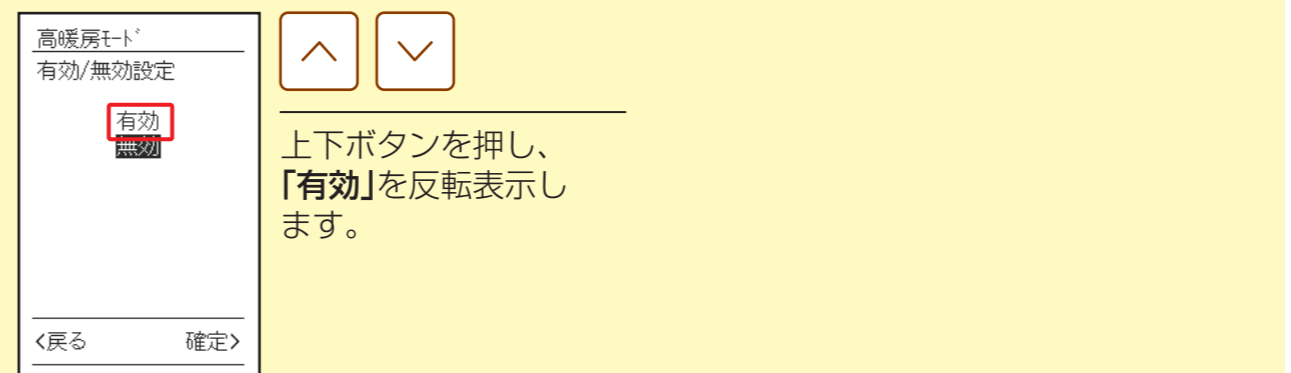 高暖房ﾓｰﾄﾞ
有効/無効設定
有効
無効
<戻る 確定>
上下ボタンを押し、
「有効」を反転表示し
ます。